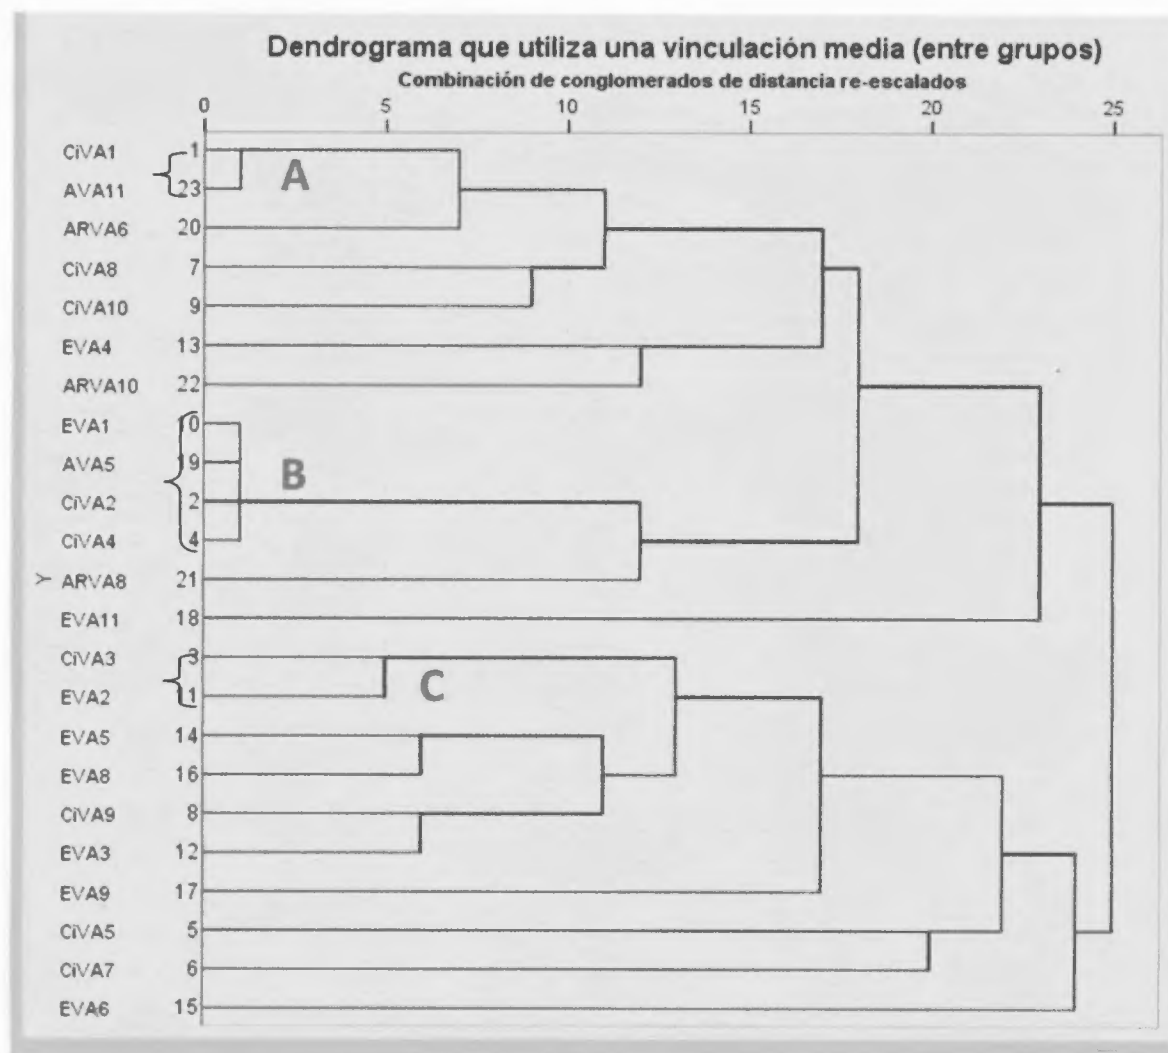 Dendrograma que utiliza una vinculación media (entre grupos)
Combinación de conglomerados de distancia re-escalados
0 5 10 15 20 25
CiVA1 1
A
AVA11 23
ARVA6 20
CiVA8 7
CiVA10 9
EVA4 13
ARVA10 22
EVA1 0
AVA5 19
B
CiVA2 2
CiVA4 4
Y
ARVA8 21
EVA11 18
CiVA3 3
EVA2 1
C
EVA5 14
EVA8 16
CiVA9 8
EVA3 12
EVA9 17
CiVA5 5
CiVA7 6
EVA6 15